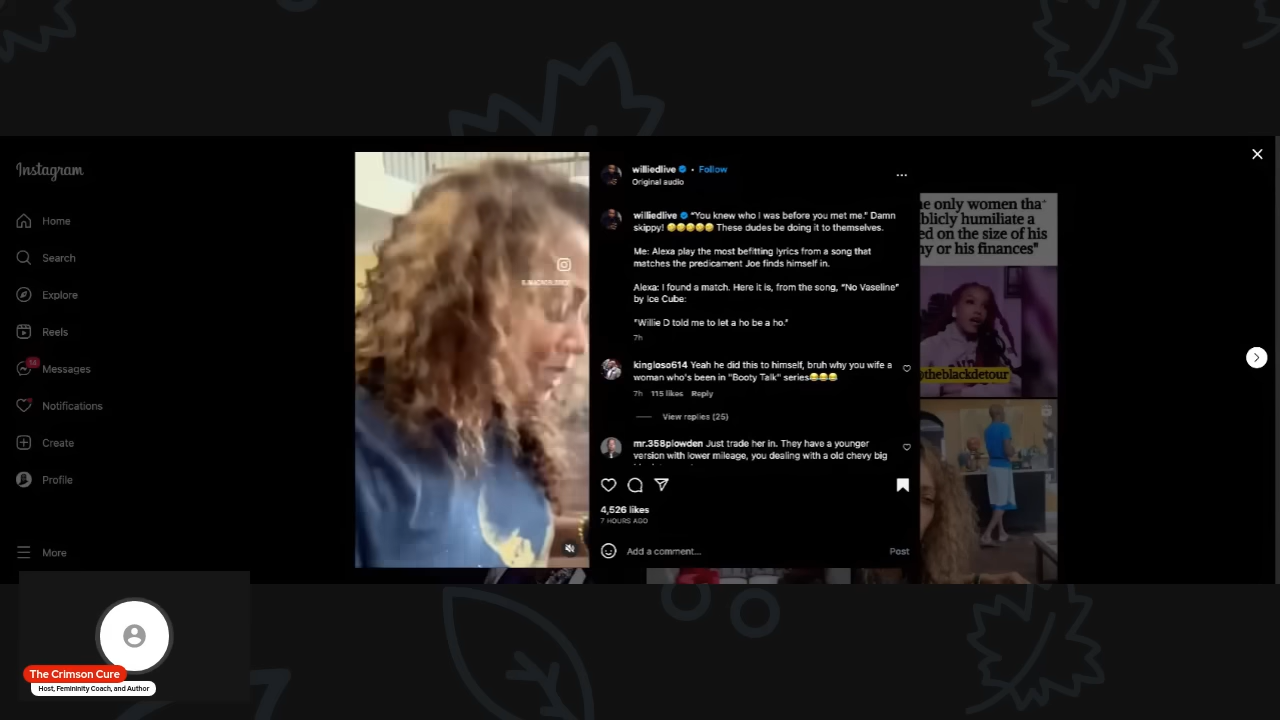 Instagram
Home
Search
Explore
Reels
14
Messages
Notifications
Create
Profile
More
williedlive • Follow
Original audio
williedlive "You knew who I was before you met me." Damn
skippy! 🤣🤣🤣🤣🤣 These dudes be doing it to themselves.
Me: Alexa play the most befitting lyrics from a song that
matches the predicament Joe finds himself in.
Alexa: I found a match. Here it is, from the song, "No Vaseline"
by Ice Cube:
"Willie D told me to let a ho be a ho."
7h
kingloso614 Yeah he did this to himself, bruh why you wife a
woman who's been in "Booty Talk" series😂😂😂
7h 115 likes Reply
View replies (25)
mr.358plowden Just trade her in. They have a younger
version with lower mileage, you dealing with a old chevy big
4,526 likes
7 HOURS AGO
Add a comment...
Post
e only women tha
blicly humiliate a
ed on the size of his
ny or his finances"
@theblackdetour
The Crimson Cure
Host, Femininity Coach, and Author